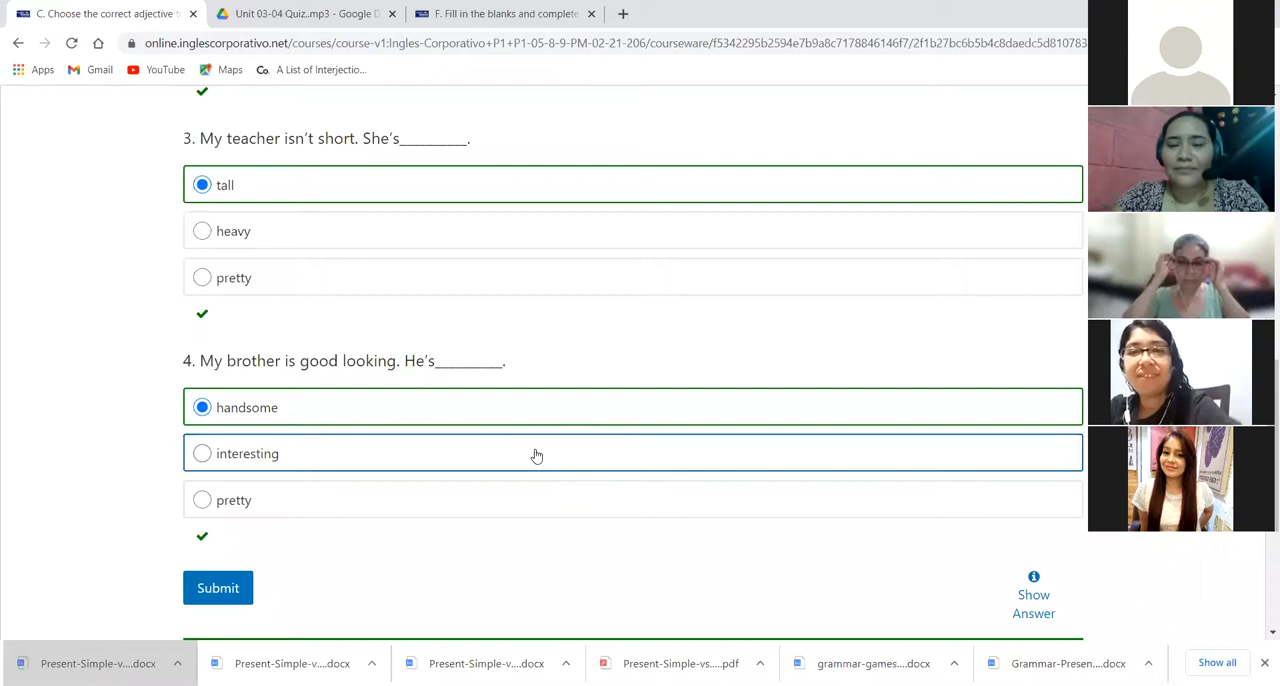 C. Choose the correct adjective t
Unit 03-04 Quiz..mp3 - Google D
F. Fill in the blanks and complete
online.inglescorporativo.net/courses/course-v1:Ingles-Corporativo+P1+P1-05-8-9-PM-02-21-206/courseware/f5342295b2594e7b9a8c7178846146f7/2f1b27bc6b5b4c8daedc5d810783
Apps
Gmail
YouTube
Maps
Co.
A List of Interjectio...
3. My teacher isn't short. She's_________.
tall
heavy
pretty
4. My brother is good looking. He's_________.
handsome
interesting
pretty
Submit
Show
Answer
Present-Simple-v....docx
Present-Simple-v....docx
Present-Simple-v....docx
Present-Simple-vs....pdf
grammar-games....docx
Grammar-Presen....docx
Show all